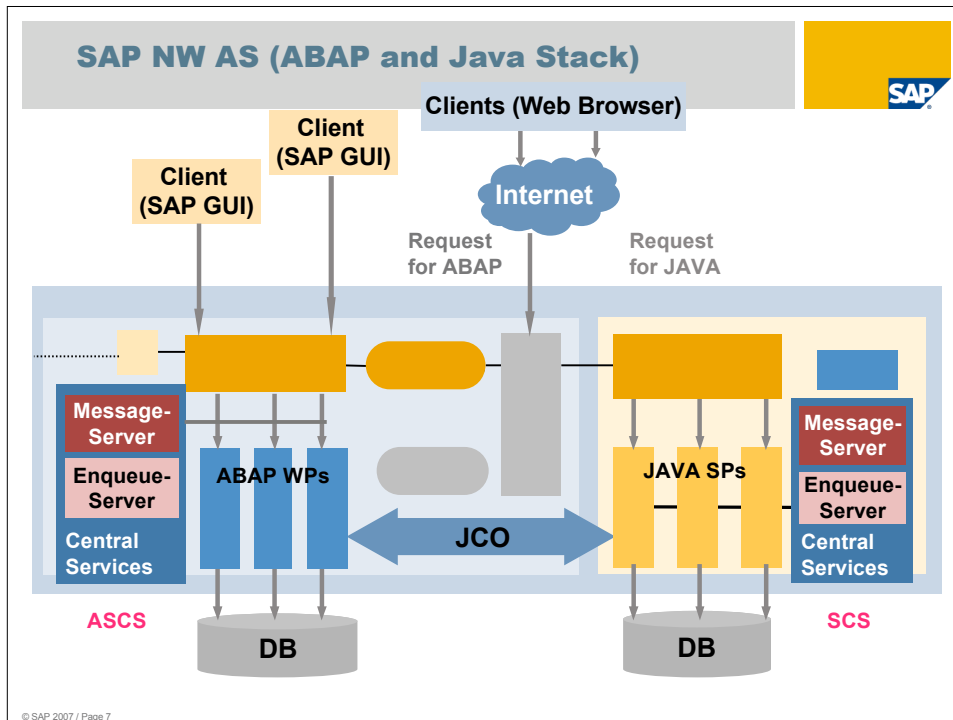 SAP NW AS (ABAP and Java Stack)
SAP
Clients (Web Browser)
Client
(SAP GUI)
Client
(SAP GUI)
Internet
Request
for ABAP
Request
for JAVA
Message-
Server
Enqueue-
Server
Central
Services
ABAP WPs
JCO
JAVA SPs
Message-
Server
Enqueue-
Server
Central
Services
ASCS
DB
DB
SCS
© SAP 2007 / Page 7